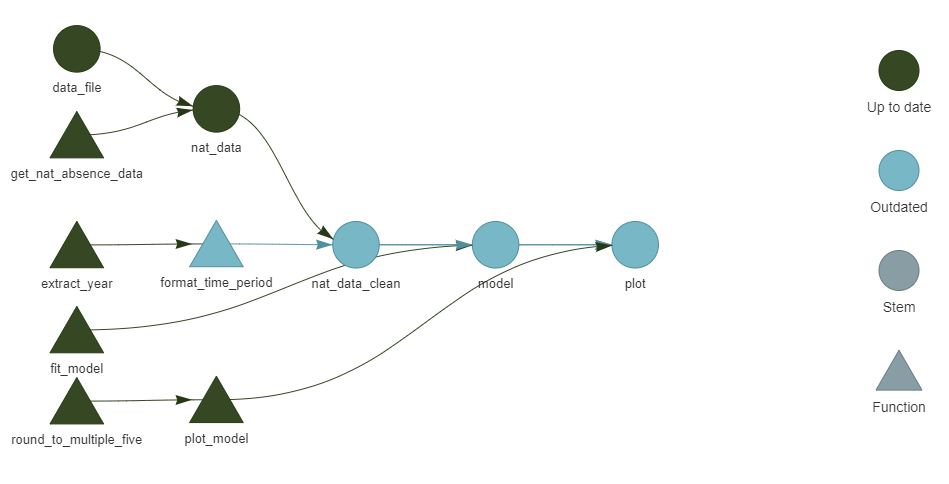 data_file
nat_data
get_nat_absence_data
extract_year
format_time_period
nat_data_clean
model
plot
fit_model
round_to_multiple_five
plot_model
Up to date
Outdated
Stem
Function